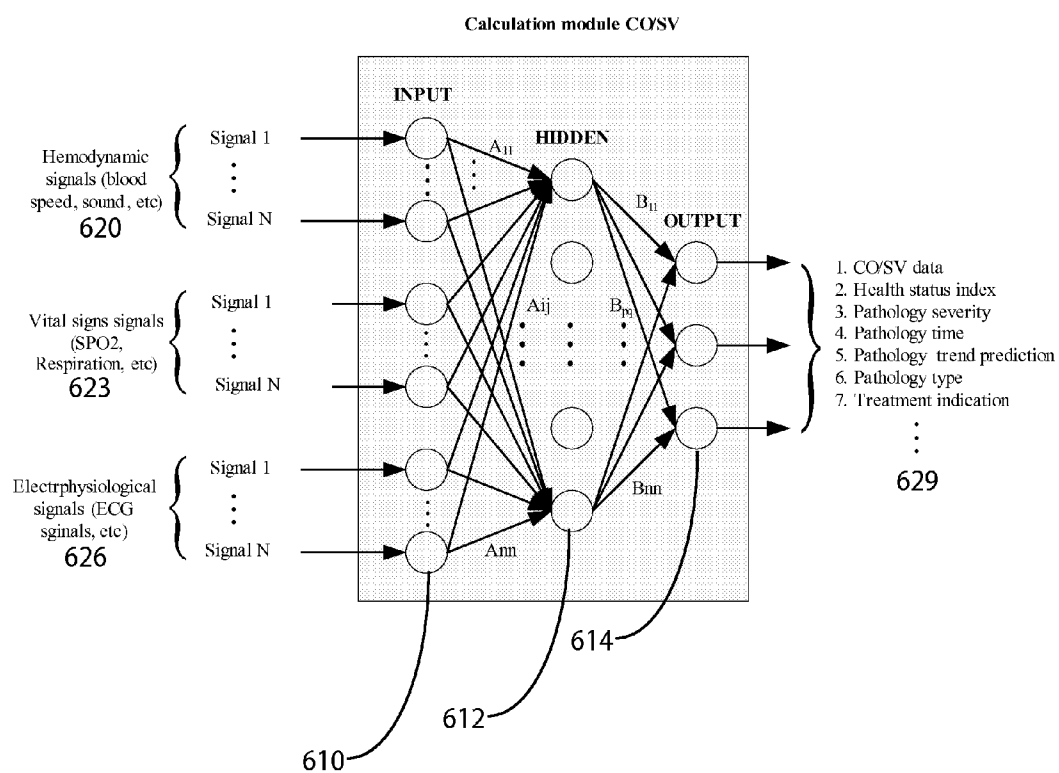 Calculation module CO/SV
INPUT
HIDDEN
OUTPUT
Signal 1
Hemodynamic
signals (blood
speed, sound, etc)
620
Signal N
Signal 1
Vital signs signals
(SPO2,
Respiration, etc)
623
Signal N
Signal 1
Electrphysiological
signals (ECG
sginals, etc)
626
Signal N
A11
Aij
Ann
B11
Bpq
Bnn
1. CO/SV data
2. Health status index
3. Pathology severity
4. Pathology time
5. Pathology trend prediction
6. Pathology type
7. Treatment indication
629
614
612
610